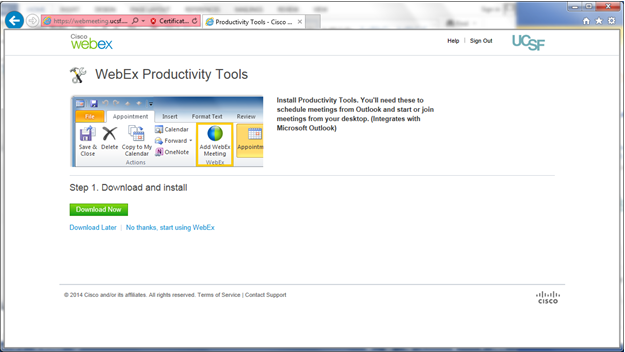 https://webmeeting.ucsf...
Certificat...
Productivity Tools - Cisco ...
Cisco
webex
Help | Sign Out
UCSF
WebEx Productivity Tools
Install Productivity Tools. You'll need these to
schedule meetings from Outlook and start or join
meetings from your desktop. (Integrates with
Microsoft Outlook)
File Appointment Insert Format Text Review
Save & Close
Delete
Copy to My Calendar
Calendar
Forward
OneNote
Actions
Add WebEx Meeting
WebEx
Appointm
Step 1. Download and install
Download Now
Download Later | No thanks, start using WebEx
© 2014 Cisco and/or its affiliates. All rights reserved. Terms of Service | Contact Support
CISCO